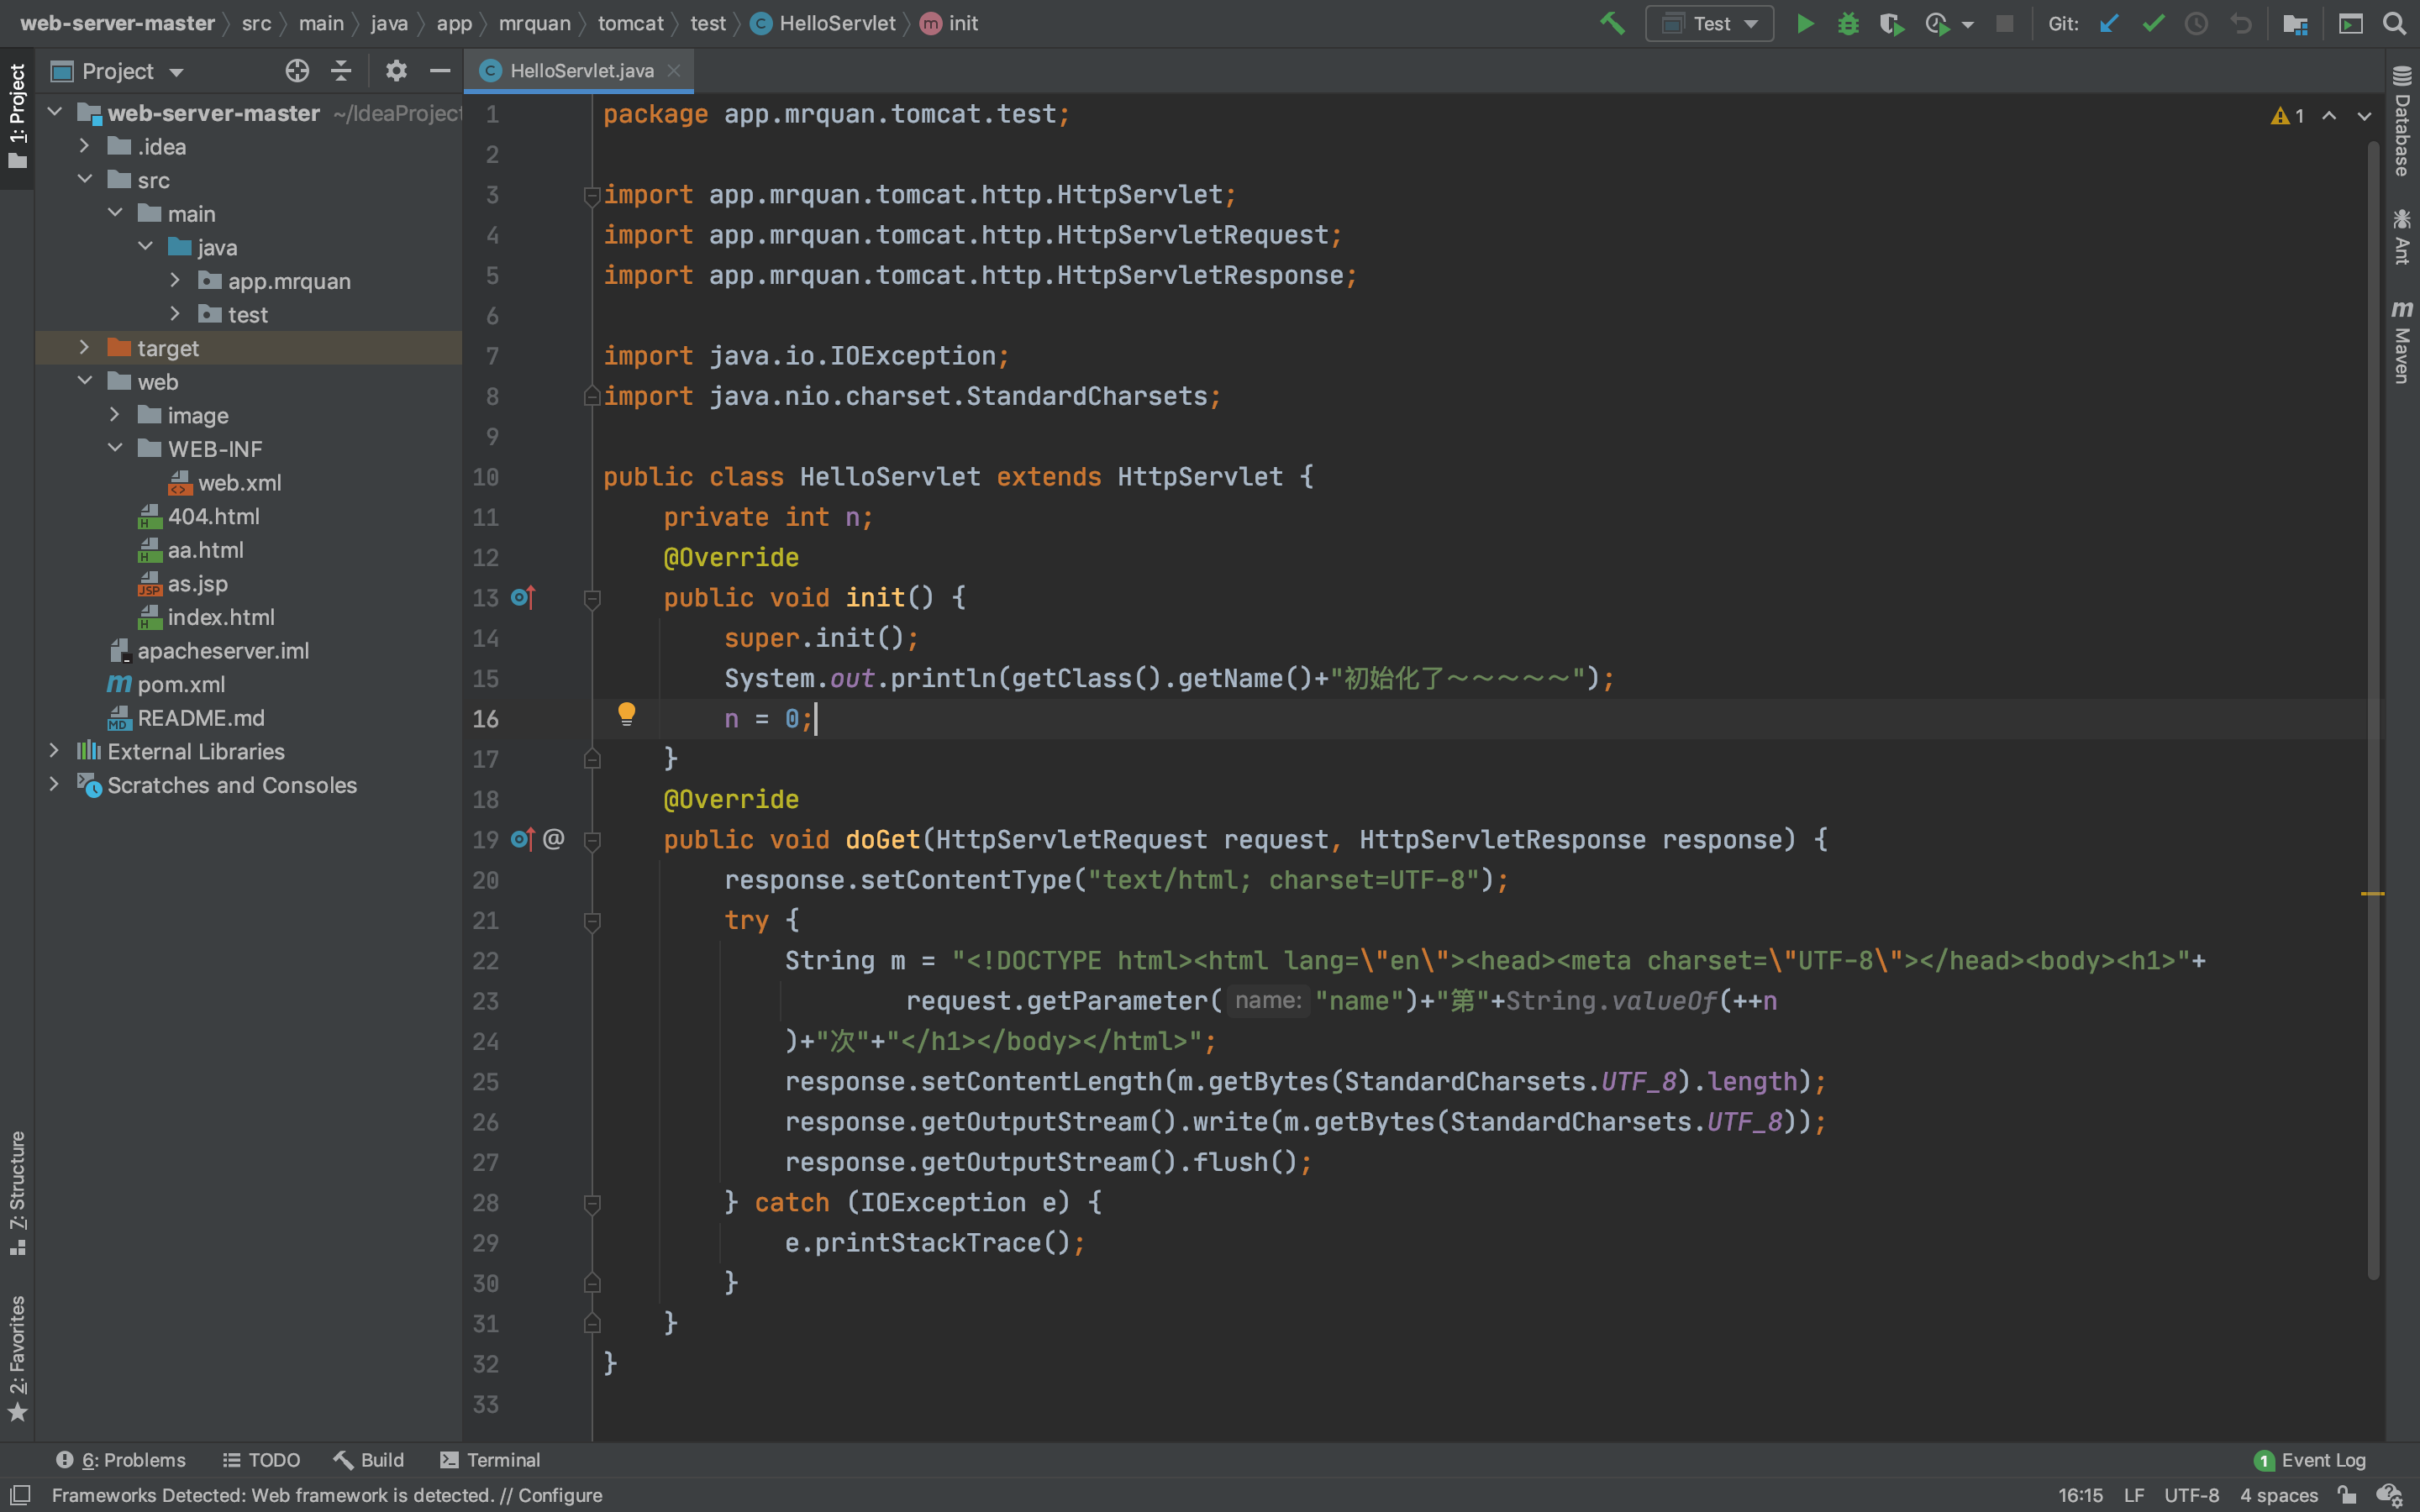 web-server-master src main java app mrquan tomcat test HelloServlet init
Test
Git:
1: Project
Project
HelloServlet.java
web-server-master ~/IdeaProject
.idea
src
main
java
app.mrquan
test
target
web
image
WEB-INF
web.xml
404.html
aa.html
as.jsp
index.html
apacheserver.iml
pom.xml
README.md
External Libraries
Scratches and Consoles
7: Structure
2: Favorites
1 package app.mrquan.tomcat.test;
2
3 import app.mrquan.tomcat.http.HttpServlet;
4 import app.mrquan.tomcat.http.HttpServletRequest;
5 import app.mrquan.tomcat.http.HttpServletResponse;
6
7 import java.io.IOException;
8 import java.nio.charset.StandardCharsets;
9
10 public class HelloServlet extends HttpServlet {
11 private int n;
12 @Override
13 public void init() {
14 super.init();
15 System.out.println(getClass().getName()+"初始化了～～～～～");
16 n = 0;
17 }
18 @Override
19 @ public void doGet(HttpServletRequest request, HttpServletResponse response) {
20 response.setContentType("text/html; charset=UTF-8");
21 try {
22 String m = "<!DOCTYPE html><html lang=\"en\"><head><meta charset=\"UTF-8\"></head><body><h1>"+
23 request.getParameter( name: "name")+"第"+String.valueOf(++n
24 )+"次"+"</h1></body></html>";
25 response.setContentLength(m.getBytes(StandardCharsets.UTF_8).length);
26 response.getOutputStream().write(m.getBytes(StandardCharsets.UTF_8));
27 response.getOutputStream().flush();
28 } catch (IOException e) {
29 e.printStackTrace();
30 }
31 }
32 }
33
1
Database
Ant
Maven
6: Problems TODO Build Terminal
1 Event Log
Frameworks Detected: Web framework is detected. // Configure
16:15 LF UTF-8 4 spaces